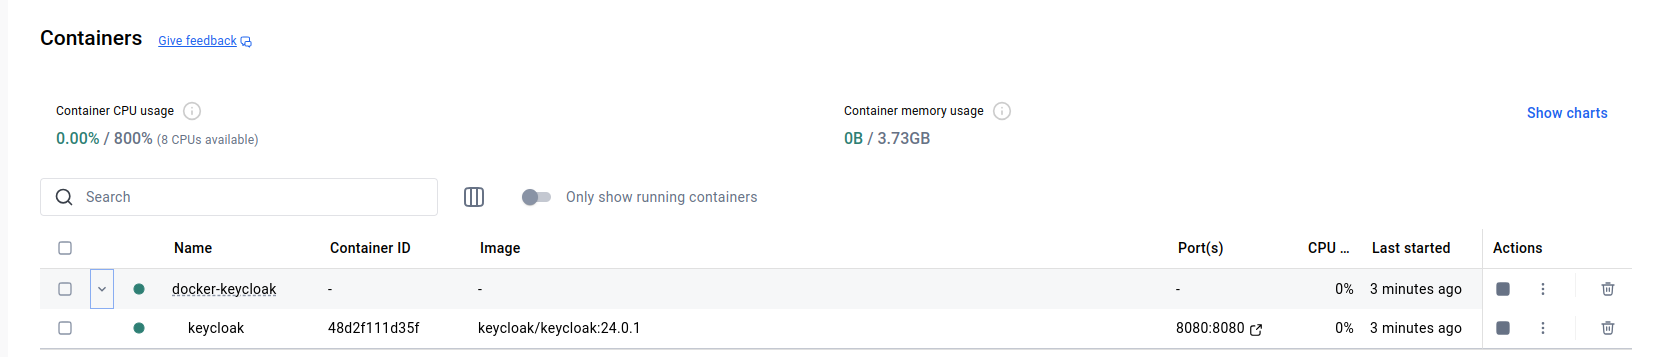 Containers Give feedback
Container CPU usage Container memory usage
0.00% / 800% (8 CPUs available) 0B / 3.73GB Show charts
Search Only show running containers
Name Container ID Image Port(s) CPU ... Last started Actions
docker-keycloak - - - 0% 3 minutes ago
keycloak 48d2f111d35f keycloak/keycloak:24.0.1 8080:8080 0% 3 minutes ago